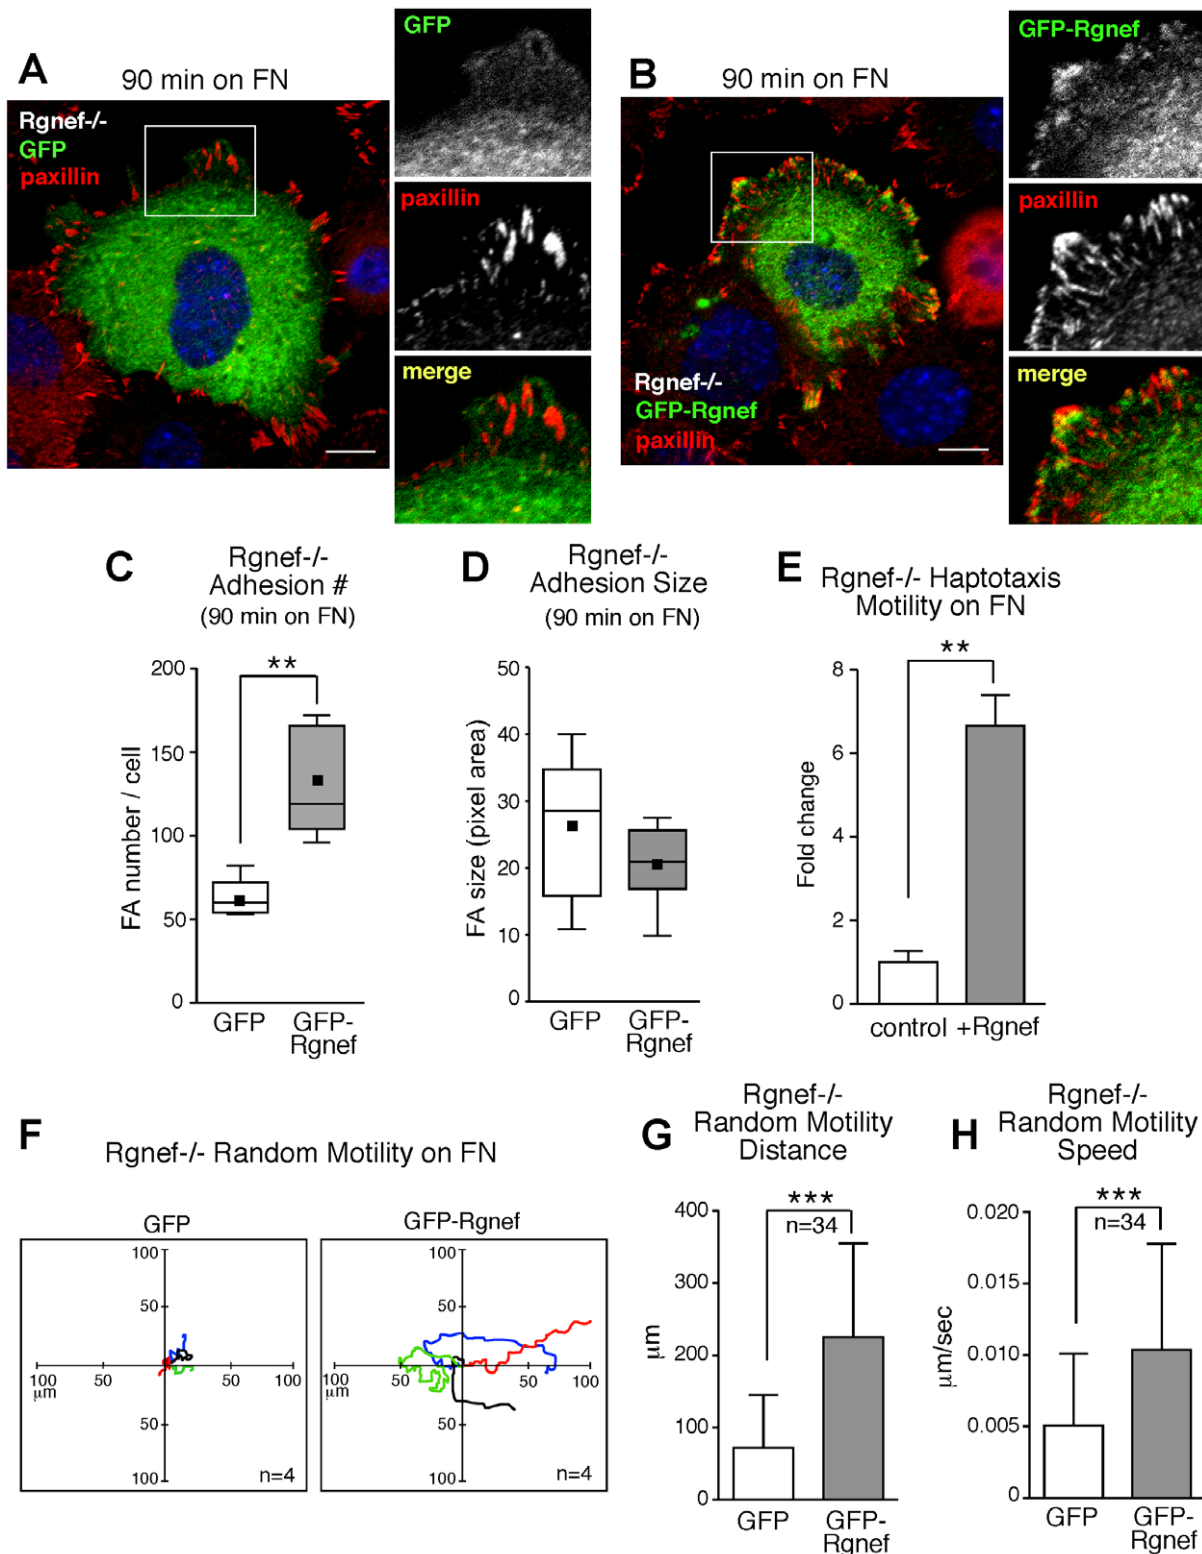 A
90 min on FN
Rgnef-/-
GFP
paxillin
GFP
paxillin
merge
B
90 min on FN
Rgnef-/-
GFP-Rgnef
paxillin
GFP-Rgnef
paxillin
merge
C
Rgnef-/-
Adhesion #
(90 min on FN)
FA number / cell
200
150
100
50
0
**
GFP
GFP-
Rgnef
D
Rgnef-/-
Adhesion Size
(90 min on FN)
FA size (pixel area)
50
40
30
20
10
0
GFP
GFP-
Rgnef
E
Rgnef-/- Haptotaxis
Motility on FN
Fold change
8
6
4
2
0
**
control +Rgnef
F
Rgnef-/- Random Motility on FN
GFP
100
50
100
50
50
100
μm
50
100
n=4
GFP-Rgnef
100
50
50
50
100
μm
50
100
n=4
G
Rgnef-/-
Random Motility
Distance
μm
400
300
200
100
0
***
n=34
GFP
GFP-
Rgnef
H
Rgnef-/-
Random Motility
Speed
μm/sec
0.020
0.015
0.010
0.005
0
***
n=34
GFP
GFP-
Rgnef